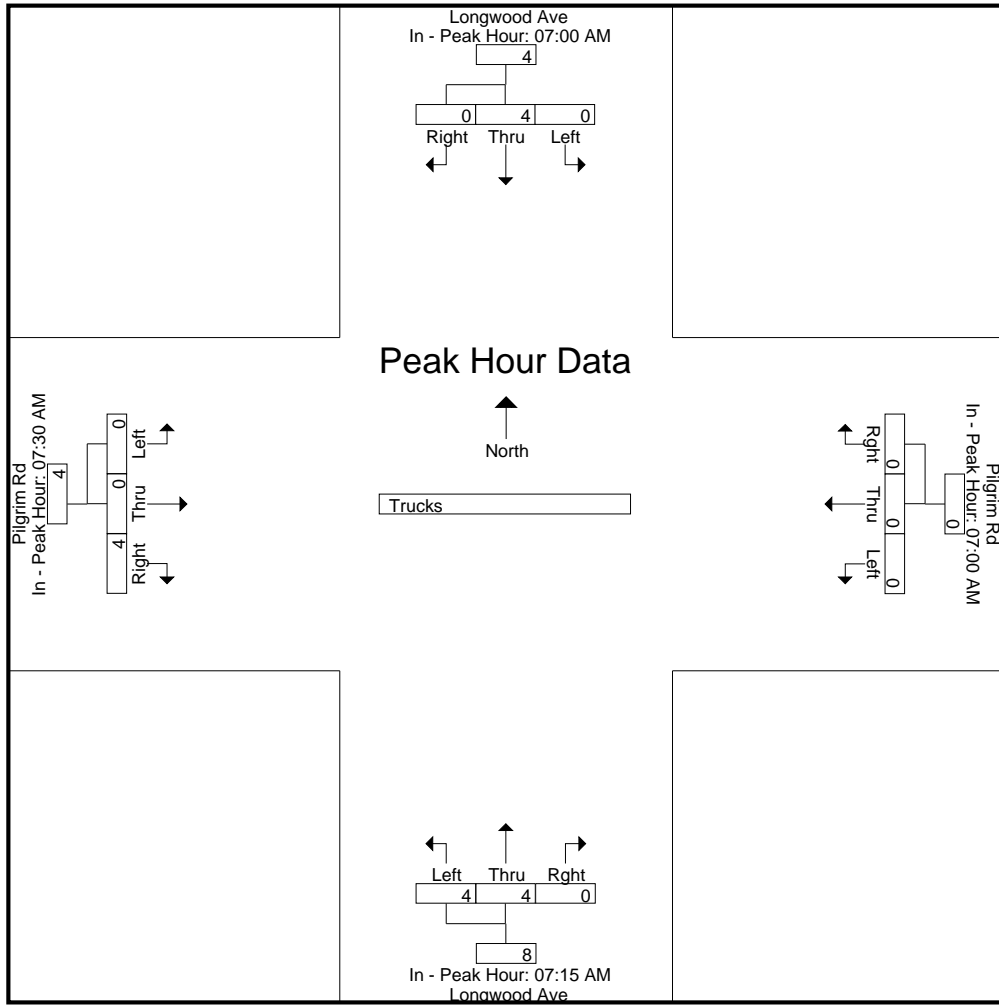 Longwood Ave
In - Peak Hour: 07:00 AM
4
0 4 0
Right Thru Left
Peak Hour Data
North
Trucks
Pilgrim Rd
In - Peak Hour: 07:30 AM
4
0 0 4
Left Thru Right
Pilgrim Rd
In - Peak Hour: 07:00 AM
0
0 0 0
Rght Thru Left
Left Thru Rght
4 4 0
8
In - Peak Hour: 07:15 AM
Longwood Ave